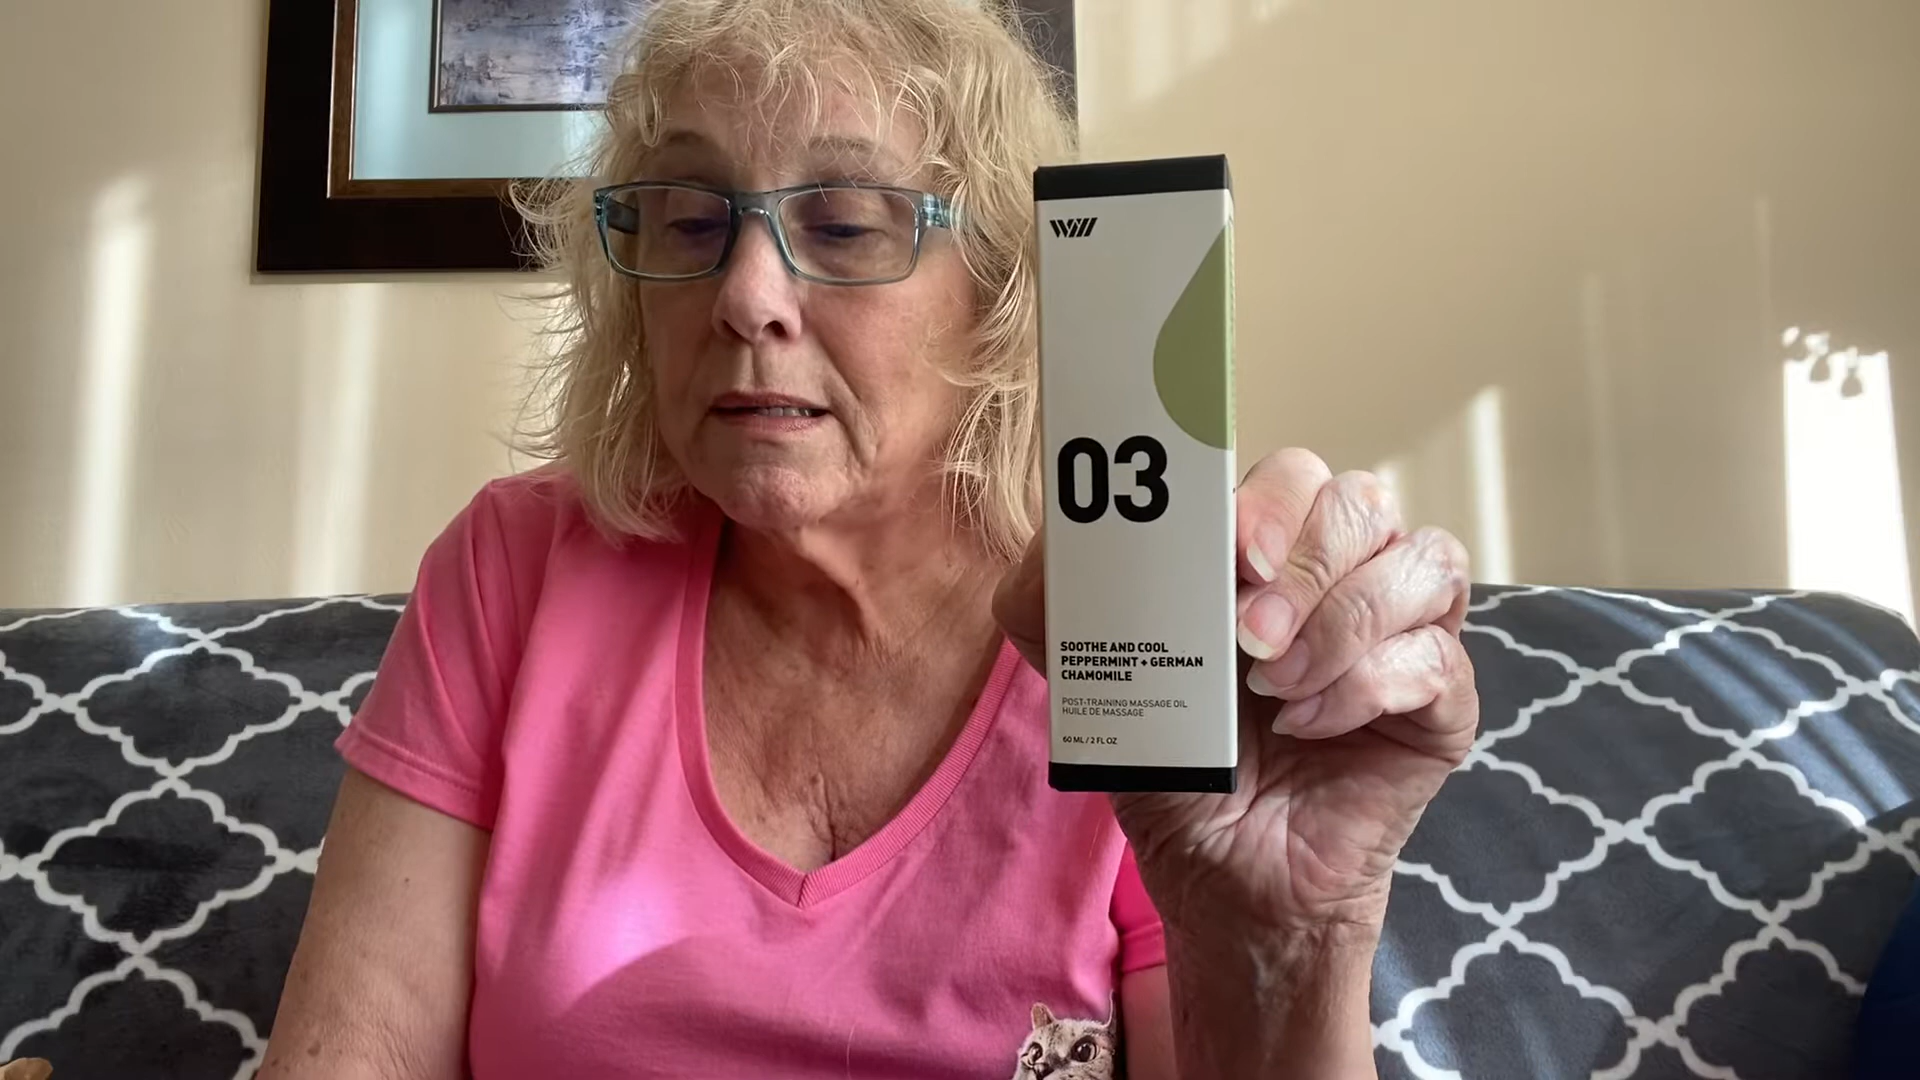 Will
03
SOOTHE AND COOL
PEPPERMINT + GERMAN
CHAMOMILE
POST-TRAINING MASSAGE OIL
HUILE DE MASSAGE
60 ML / 2 FL OZ